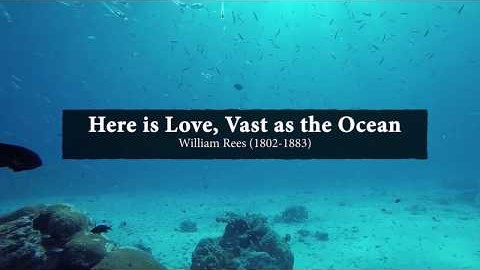 Here is Love, Vast as the Ocean
William Rees (1802-1883)